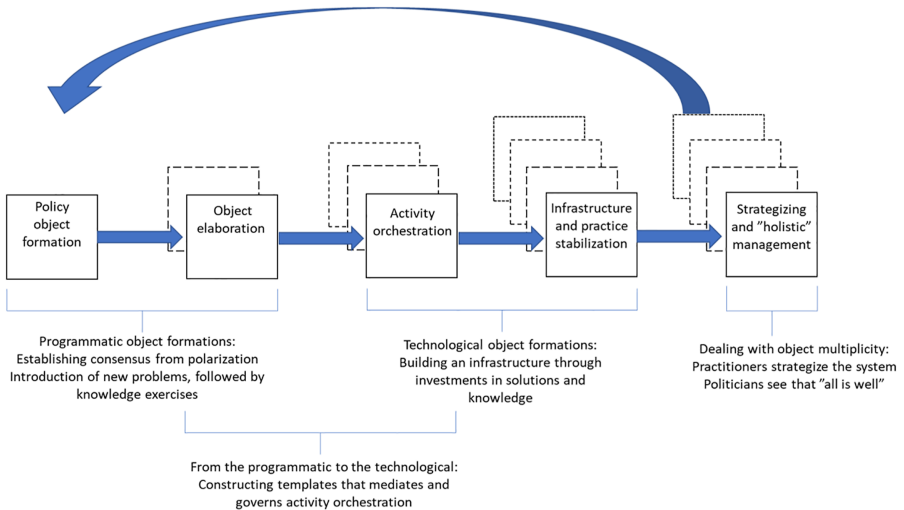 Policy
object
formation
Object
elaboration
Activity
orchestration
Infrastructure
and practice
stabilization
Strategizing
and ”holistic”
management
Programmatic object formations:
Establishing consensus from polarization
Introduction of new problems, followed by
knowledge exercises
Technological object formations:
Building an infrastructure through
investments in solutions and
knowledge
Dealing with object multiplicity:
Practitioners strategize the system
Politicians see that ”all is well”
From the programmatic to the technological:
Constructing templates that mediates and
governs activity orchestration